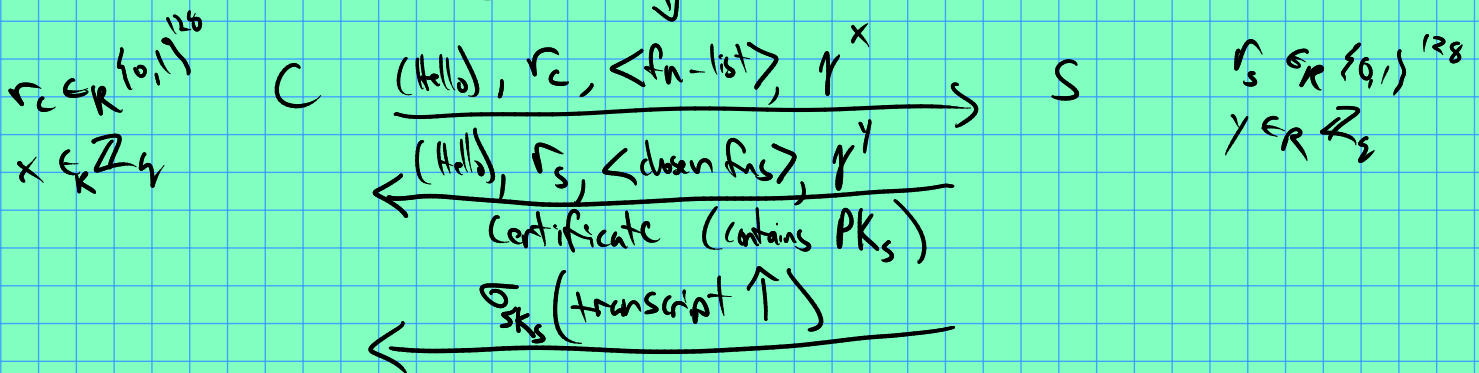 r_c ∈_R {0,1}^128
x ∈_R ℤ_q
C
(Hello), r_c, <fn-list>, γ^x
S
r_s ∈_R {0,1}^128
y ∈_R ℤ_q
(Hello), r_s, <chosen fns>, γ^y
Certificate (contains PK_s)
σ_SK_s (transcript ↑)